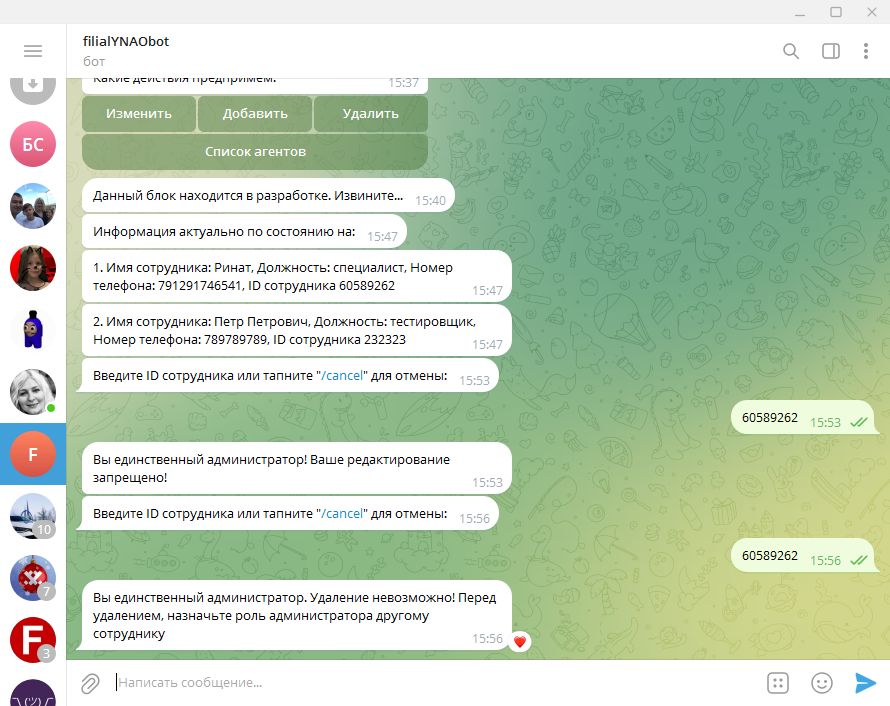 filialYNAObot
бот
Какие действия предпримем:
15:37
Изменить
Добавить
Удалить
Список агентов
Данный блок находится в разработке. Извините...
15:40
Информация актуально по состоянию на:
15:47
1. Имя сотрудника: Ринат, Должность: специалист, Номер
телефона: 791291746541, ID сотрудника 60589262
15:47
2. Имя сотрудника: Петр Петрович, Должность: тестировщик,
Номер телефона: 789789789, ID сотрудника 232323
15:47
Введите ID сотрудника или тапните "/cancel" для отмены:
15:53
60589262
15:53
Вы единственный администратор! Ваше редактирование
запрещено!
15:53
Введите ID сотрудника или тапните "/cancel" для отмены:
15:56
60589262
15:56
Вы единственный администратор. Удаление невозможно! Перед
удалением, назначьте роль администратора другому
сотруднику
15:56
Написать сообщение...
БС
F
10
7
F
3